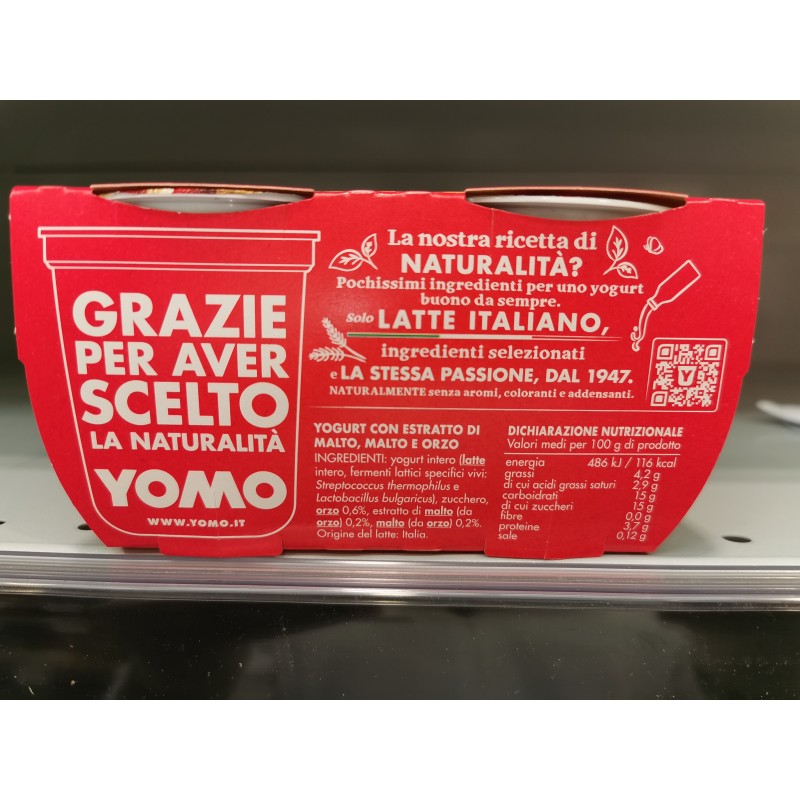 GRAZIE
PER AVER
SCELTO
LA NATURALITÀ
YOMO
WWW.YOMO.IT
La nostra ricetta di
NATURALITÀ?
Pochissimi ingredienti per uno yogurt
buono da sempre.
Solo LATTE ITALIANO,
ingredienti selezionati
e LA STESSA PASSIONE, DAL 1947.
NATURALMENTE senza aromi, coloranti e addensanti.
Y
YOGURT CON ESTRATTO DI
MALTO, MALTO E ORZO
INGREDIENTI: yogurt intero (latte
intero, fermenti lattici specifici vivi:
Streptococcus thermophilus e
Lactobacillus bulgaricus), zucchero,
orzo 0,6%, estratto di malto (da
orzo) 0,2%, malto (da orzo) 0,2%.
Origine del latte: Italia.
DICHIARAZIONE NUTRIZIONALE
Valori medi per 100 g di prodotto
energia 486 kJ / 116 kcal
grassi 4,2 g
di cui acidi grassi saturi 2,9 g
carboidrati 15 g
di cui zuccheri 15 g
fibre 0,0 g
proteine 3,7 g
sale 0,12 g